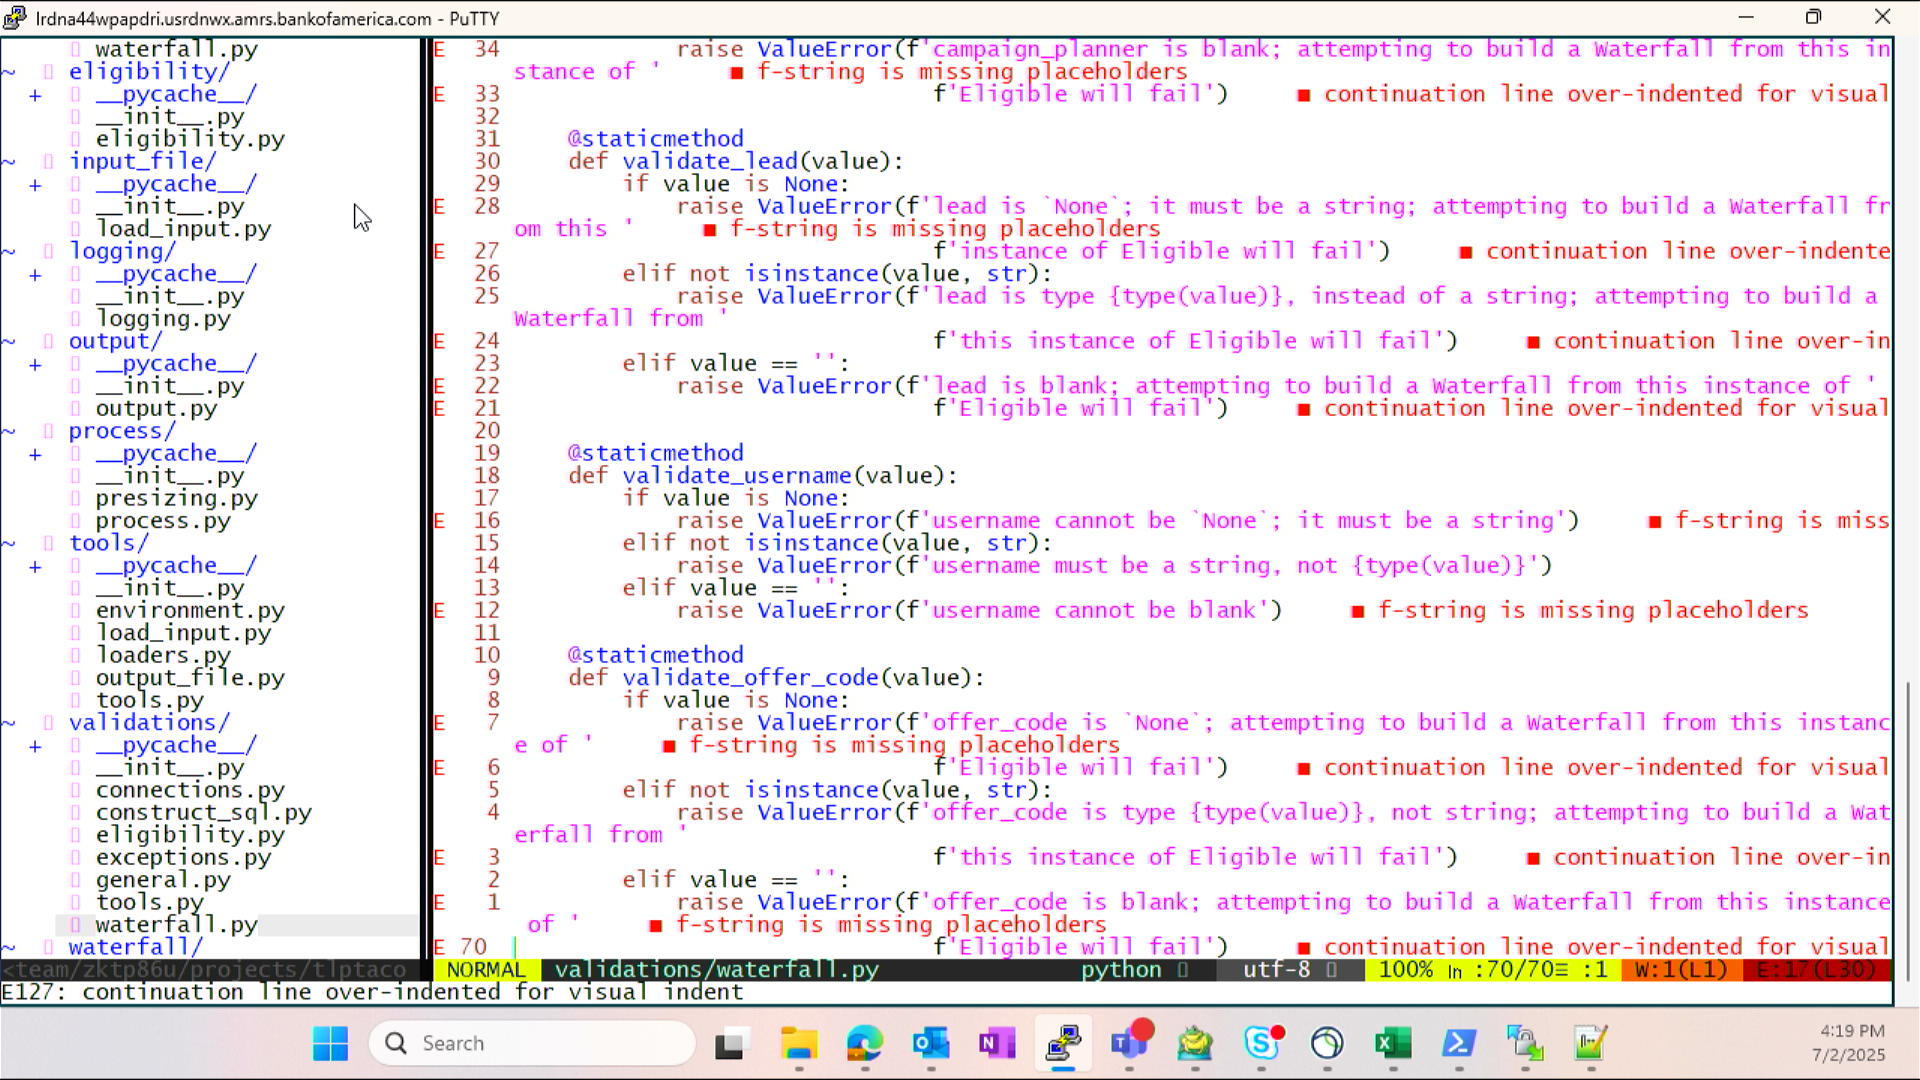 lrdna44wpapdri.usrdnwx.amrs.bankofamerica.com - PuTTY
waterfall.py
~ eligibility/
+ __pycache__/
__init__.py
eligibility.py
~ input_file/
+ __pycache__/
__init__.py
load_input.py
~ logging/
+ __pycache__/
__init__.py
logging.py
~ output/
+ __pycache__/
__init__.py
output.py
~ process/
+ __pycache__/
__init__.py
presizing.py
process.py
~ tools/
+ __pycache__/
__init__.py
environment.py
load_input.py
loaders.py
output_file.py
tools.py
~ validations/
+ __pycache__/
__init__.py
connections.py
construct_sql.py
eligibility.py
exceptions.py
general.py
tools.py
waterfall.py
~ waterfall/
<team/zktp86u/projects/tlptaco
E 34 raise ValueError(f'campaign_planner is blank; attempting to build a Waterfall from this in
stance of ' ■ f-string is missing placeholders
E 33 f'Eligible will fail') ■ continuation line over-indented for visual
32
31 @staticmethod
30 def validate_lead(value):
29 if value is None:
E 28 raise ValueError(f'lead is `None`; it must be a string; attempting to build a Waterfall fr
om this ' ■ f-string is missing placeholders
E 27 f'instance of Eligible will fail') ■ continuation line over-indente
26 elif not isinstance(value, str):
25 raise ValueError(f'lead is type {type(value)}, instead of a string; attempting to build a
Waterfall from '
E 24 f'this instance of Eligible will fail') ■ continuation line over-in
23 elif value == '':
E 22 raise ValueError(f'lead is blank; attempting to build a Waterfall from this instance of '
E 21 f'Eligible will fail') ■ continuation line over-indented for visual
20
19 @staticmethod
18 def validate_username(value):
17 if value is None:
E 16 raise ValueError(f'username cannot be `None`; it must be a string') ■ f-string is miss
15 elif not isinstance(value, str):
14 raise ValueError(f'username must be a string, not {type(value)}')
13 elif value == '':
E 12 raise ValueError(f'username cannot be blank') ■ f-string is missing placeholders
11
10 @staticmethod
9 def validate_offer_code(value):
8 if value is None:
E 7 raise ValueError(f'offer_code is `None`; attempting to build a Waterfall from this instanc
e of ' ■ f-string is missing placeholders
E 6 f'Eligible will fail') ■ continuation line over-indented for visual
5 elif not isinstance(value, str):
4 raise ValueError(f'offer_code is type {type(value)}, not string; attempting to build a Wat
erfall from '
E 3 f'this instance of Eligible will fail') ■ continuation line over-in
2 elif value == '':
E 1 raise ValueError(f'offer_code is blank; attempting to build a Waterfall from this instance
of ' ■ f-string is missing placeholders
E 70 f'Eligible will fail') ■ continuation line over-indented for visual
NORMAL validations/waterfall.py python utf-8 100% ln :70/70≡ :1 W:1(L1) E:17(L30)
E127: continuation line over-indented for visual indent
Search
4:19 PM
7/2/2025